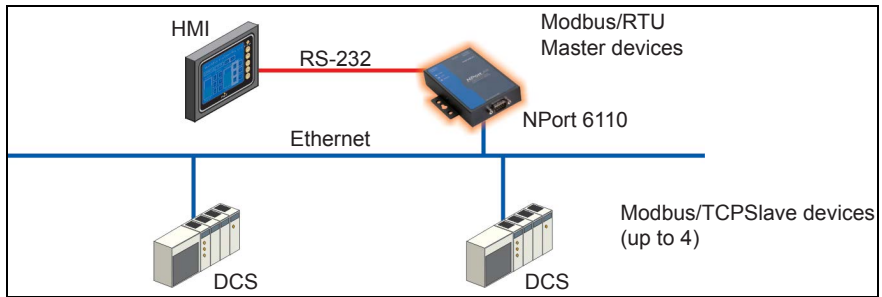 HMI
Modbus/RTU
Master devices
RS-232
NPort 6110
Ethernet
Modbus/TCPSlave devices
(up to 4)
DCS
DCS